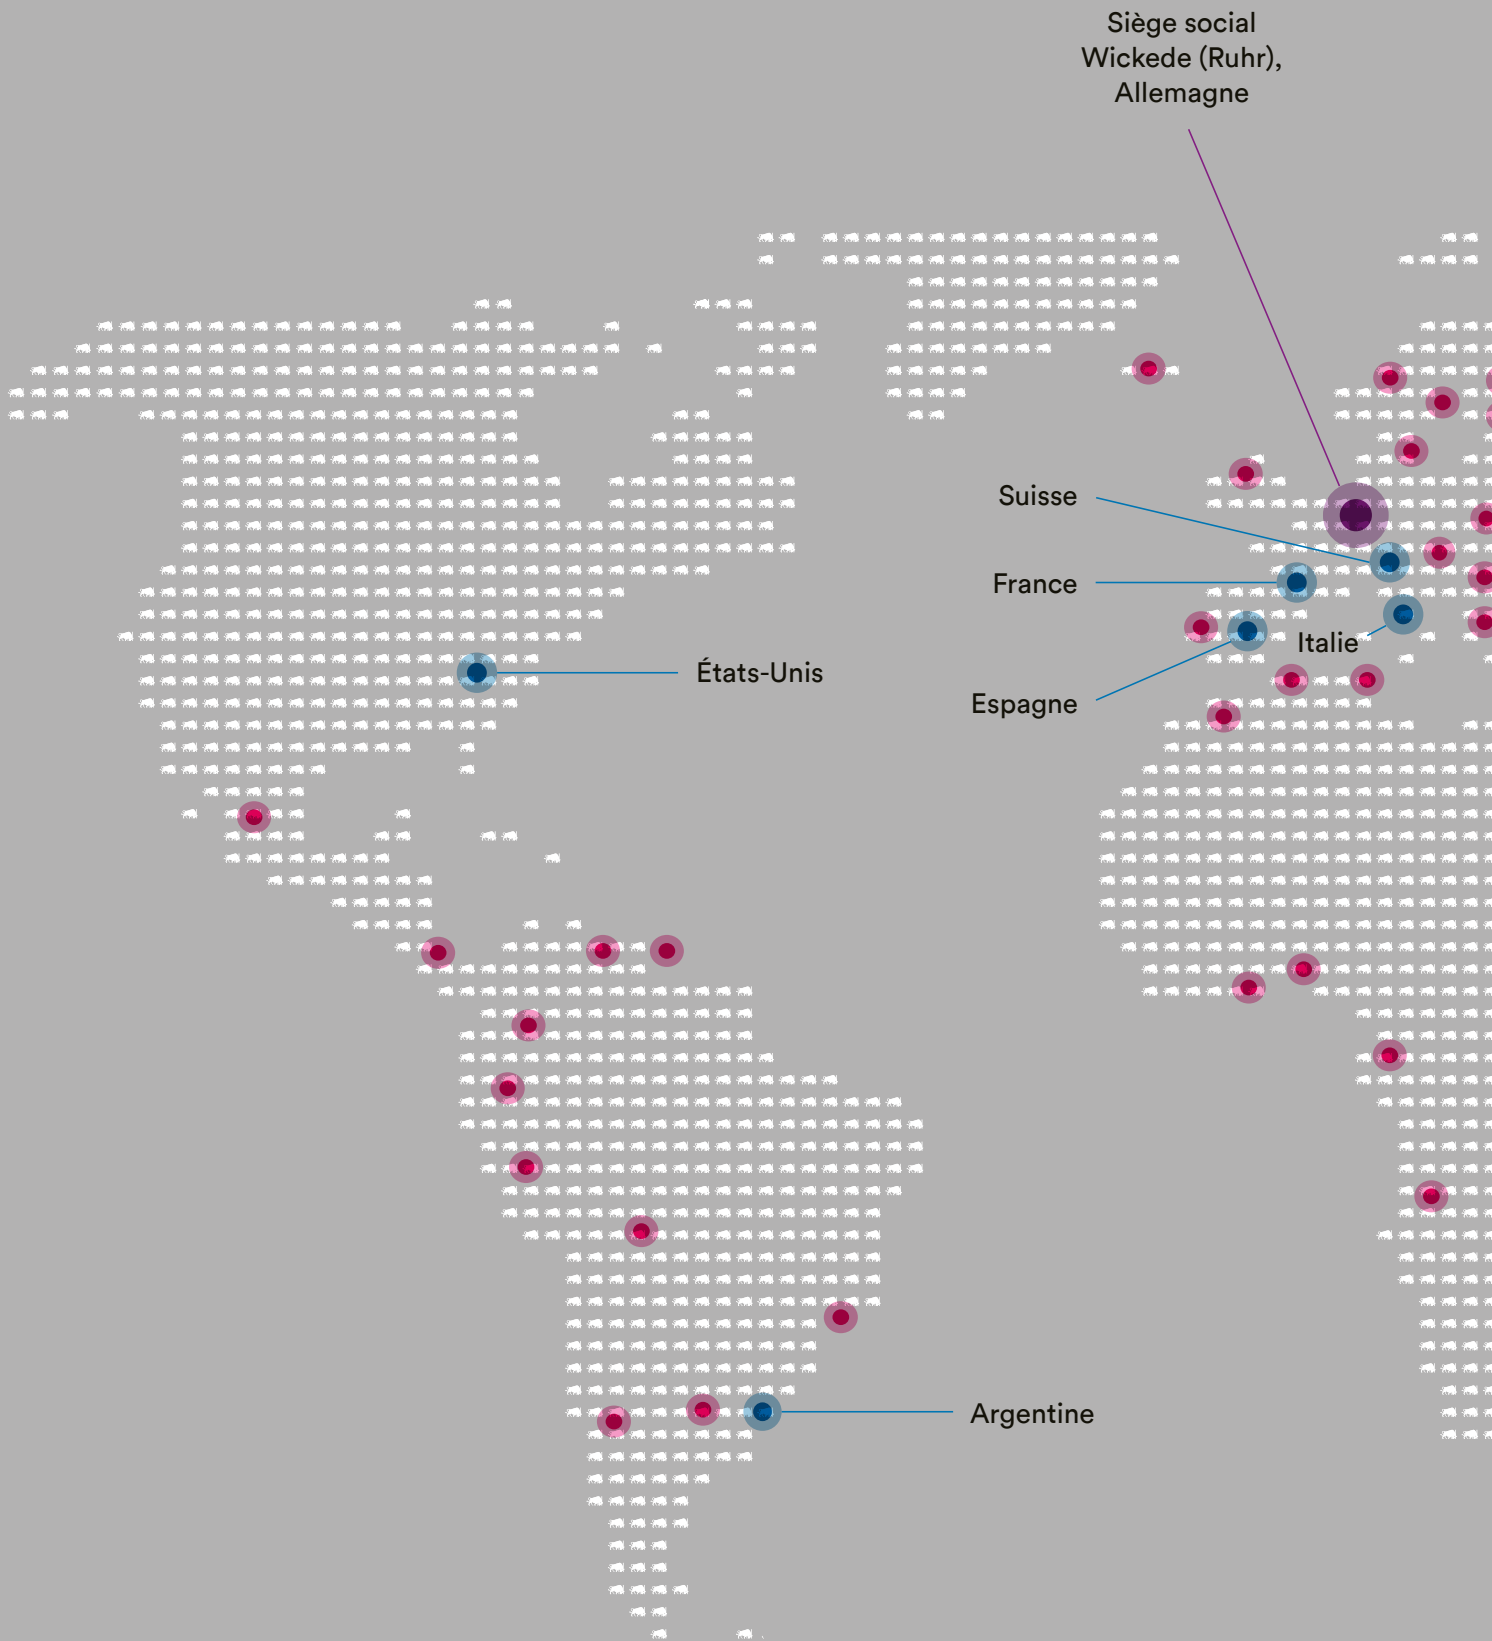 Siège social
Wickede (Ruhr),
Allemagne
Suisse
France
Italie
États-Unis
Espagne
Argentine